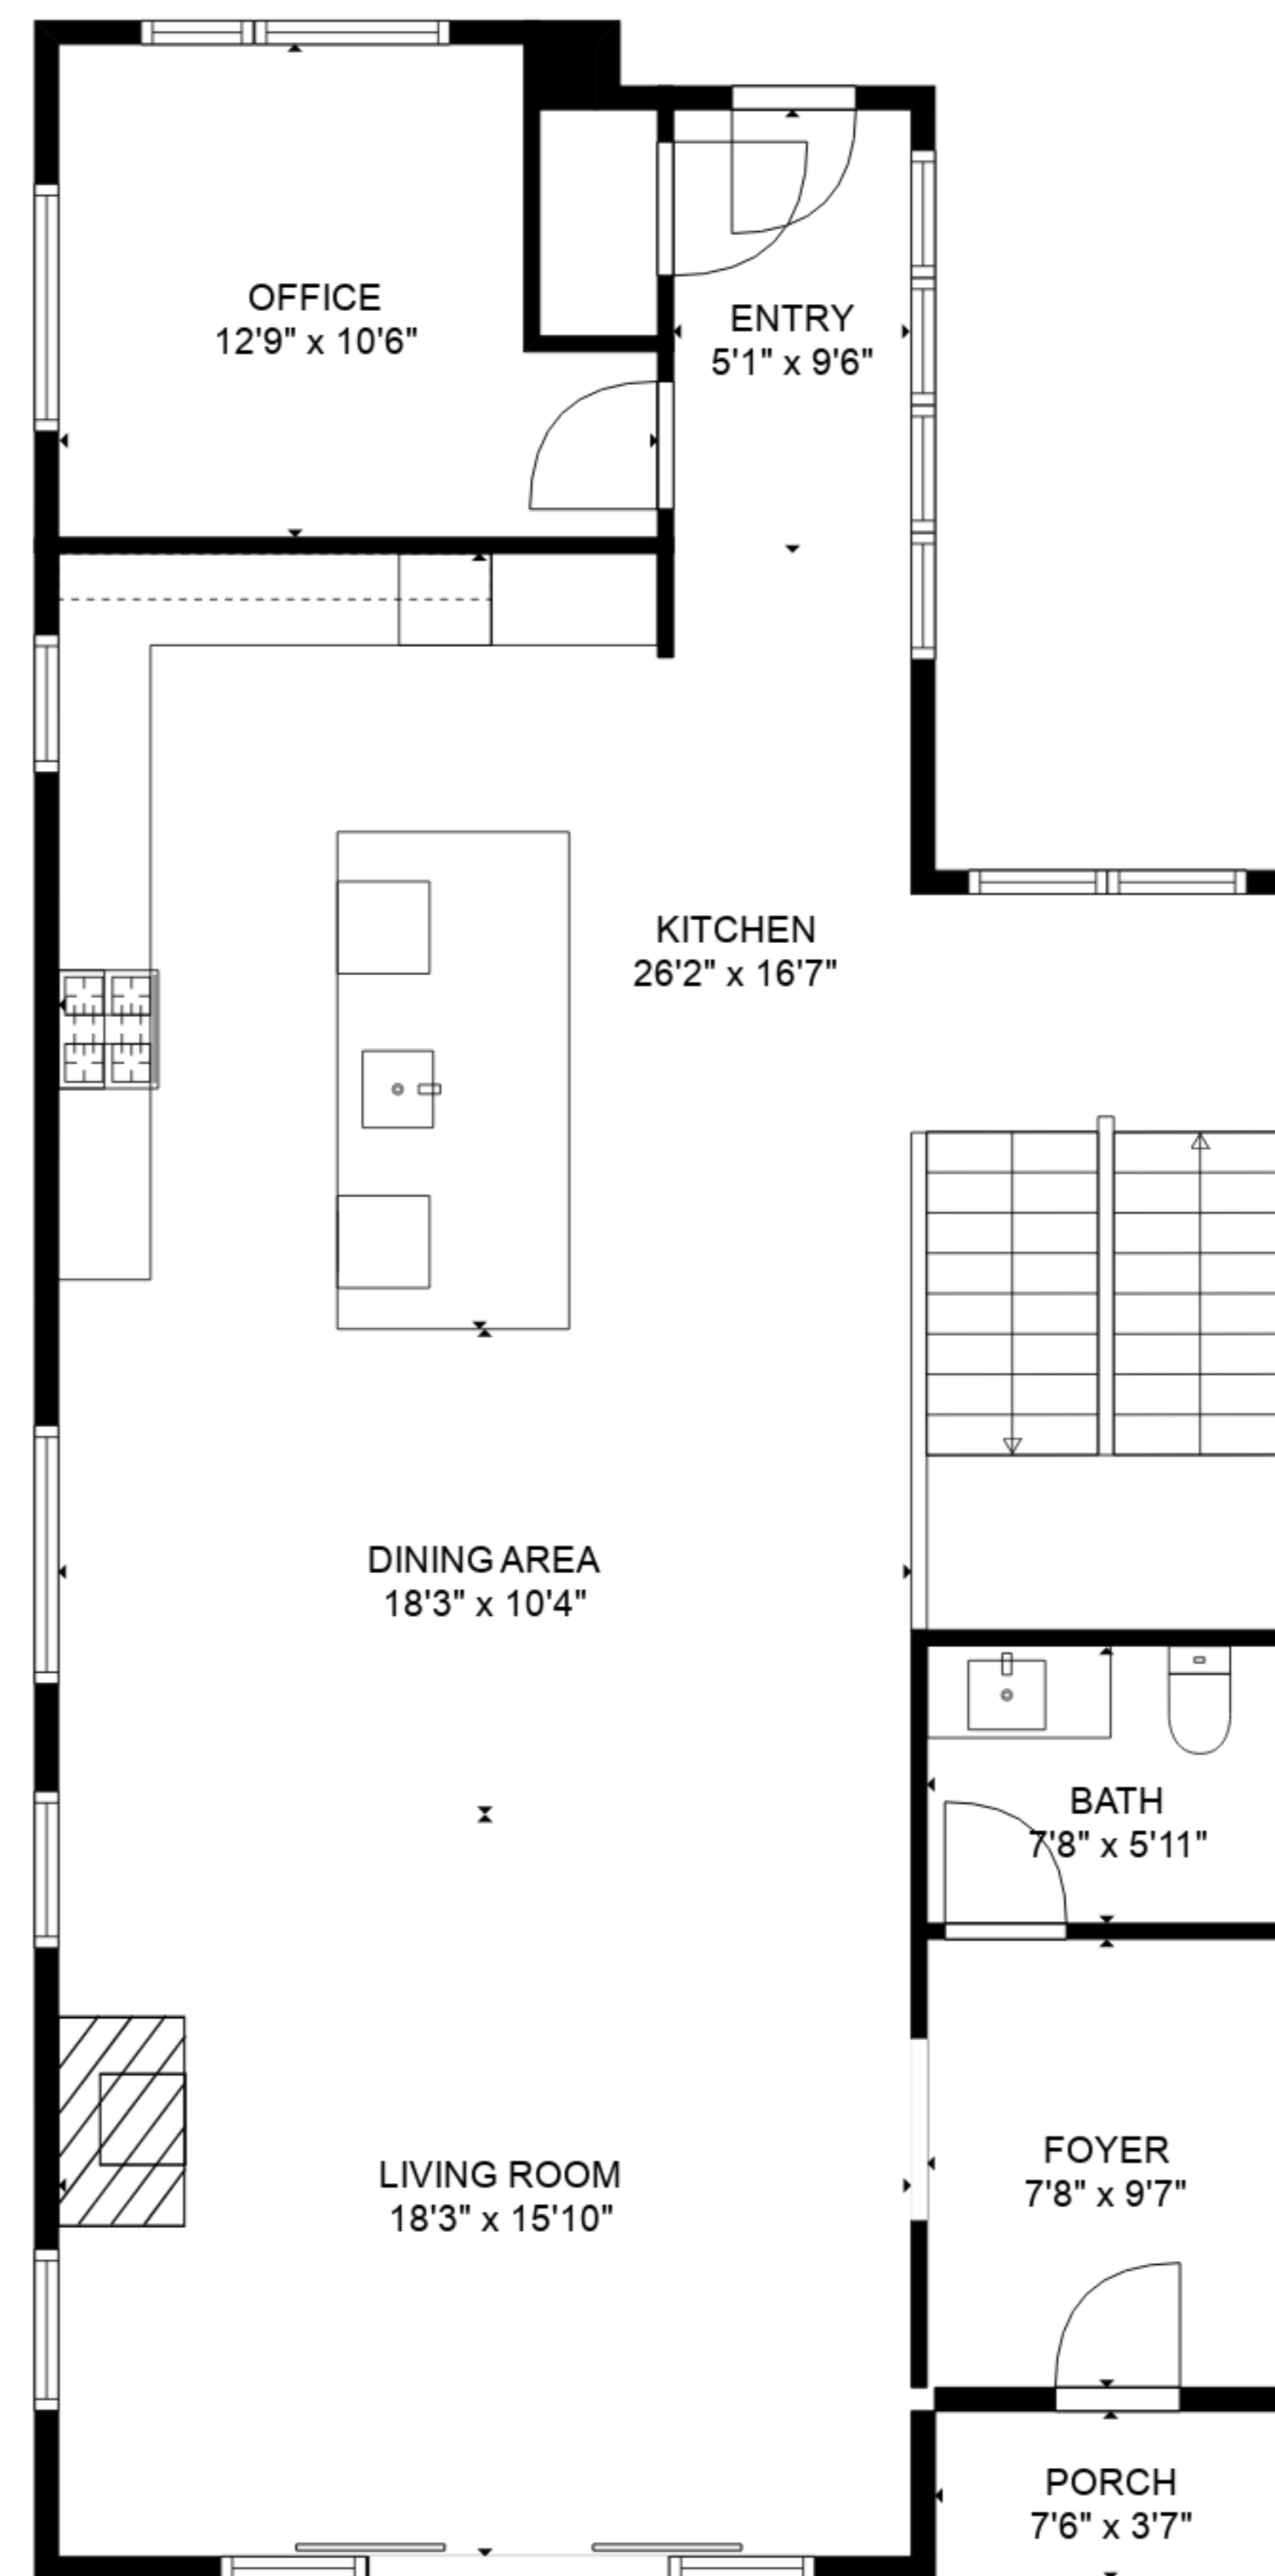 OFFICE
12'9" x 10'6"
ENTRY
5'1" x 9'6"
KITCHEN
26'2" x 16'7"
DINING AREA
18'3" x 10'4"
BATH
7'8" x 5'11"
FOYER
7'8" x 9'7"
LIVING ROOM
18'3" x 15'10"
PORCH
7'6" x 3'7"